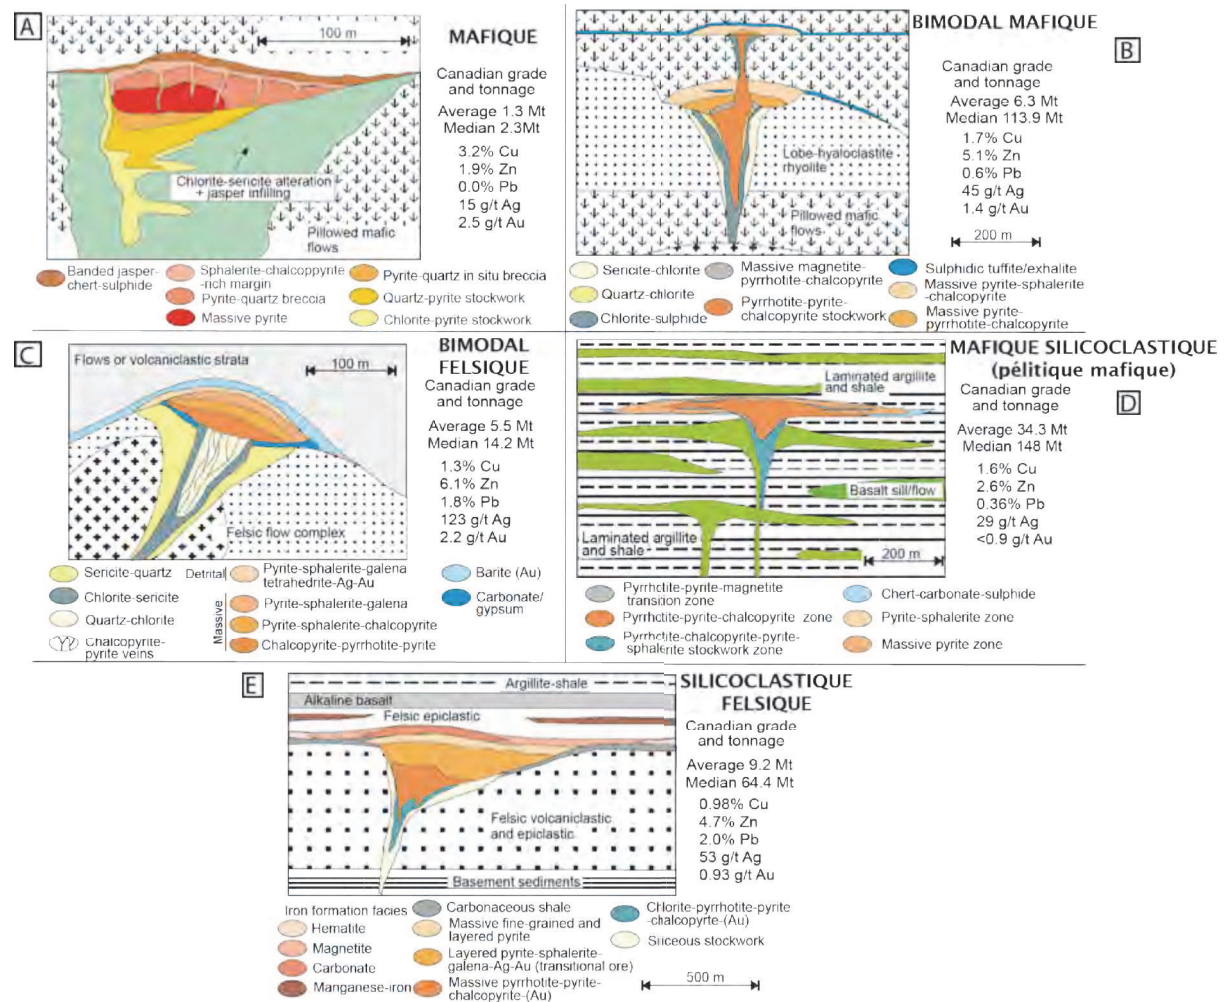 A
100 m
Chlorite-sericite alteration
+ jasper infilling
Pillowed mafic
flows
MAFIQUE
Canadian grade
and tonnage
Average 1.3 Mt
Median 2.3Mt
3.2% Cu
1.9% Zn
0.0% Pb
15 g/t Ag
2.5 g/t Au
Banded jasper-
chert-sulphide
Sphalerite-chalcoppyrite
-rich margin
Pyrite-quartz breccia
Massive pyrite
Pyrite-quartz in situ breccia
Quartz-pyrite stockwork
Chlorite-pyrite stockwork
BIMODAL MAFIQUE
B
Lobe-hyaloclastite
rhyolite
Pillowed mafic
flows
Canadian grade
and tonnage
Average 6.3 Mt
Median 113.9 Mt
1.7% Cu
5.1% Zn
0.6% Pb
45 g/t Ag
1.4 g/t Au
200 m
Sericite-chlorite
Quartz-chlorite
Chlorite-sulphide
Massive magnetite-
pyrrhotite-chalcopyrite
Pyrrhotite-pyrite-
chalcopyrite stockwork
Sulphidic tuffite/exhalite
Massive pyrite-sphalerite
-chalcopyrite
Massive pyrite-
pyrrhotite-chalcopyrite
C
Flows or volcaniclastic strata
100 m
Felsic flow complex
BIMODAL
FELSIQUE
Canadian grade
and tonnage
Average 5.5 Mt
Median 14.2 Mt
1.3% Cu
6.1% Zn
1.8% Pb
123 g/t Ag
2.2 g/t Au
Sericite-quartz
Chlorite-sericite
Quartz-chlorite
Chalcopyrite-
pyrite veins
Detrital
Pyrite-sphalerite-galena
tetrahedrite-Ag-Au
Massive
Pyrite-sphalerite-galena
Pyrite-sphalerite-chalcopyrite
Chalcopyrite-pyrrhotite-pyrite
Barite (Au)
Carbonate/
gypsum
MAFIQUE SILICOCLASTIQUE
(pélitique mafique)
D
Laminated argillite
and shale
Basalt sill/flow
Laminated argillite
and shale
200 m
Canadian grade
and tonnage
Average 34.3 Mt
Median 148 Mt
1.6% Cu
2.6% Zn
0.36% Pb
29 g/t Ag
<0.9 g/t Au
Pyrrhotite-pyrite-magnetite
transition zone
Pyrrhotite-pyrite-chalcopyrite zone
Pyrrhotite-chalcopyrite-pyrite-
sphalerite stockwork zone
Chert-carbonate-sulphide
Pyrite-sphalerite zone
Massive pyrite zone
E
Argillite-shale
Alkaline basalt
Felsic epiclastic
Felsic volcaniclastic
and epiclastic
Basement sediments
SILICOCLASTIQUE
FELSIQUE
Canadian grade
and tonnage
Average 9.2 Mt
Median 64.4 Mt
0.98% Cu
4.7% Zn
2.0% Pb
53 g/t Ag
0.93 g/t Au
Iron formation facies
Hematite
Magnetite
Carbonate
Manganese-iron
Carbonaceous shale
Massive fine-grained and
layered pyrite
Layered pyrite-sphalerite-
galena-Ag-Au (transitional ore)
Massive pyrrhotite-pyrite-
chalcopyrite-(Au)
Chlorite-pyrrhotite-pyrite
-chalcopyrte-(Au)
Siliceous stockwork
500 m